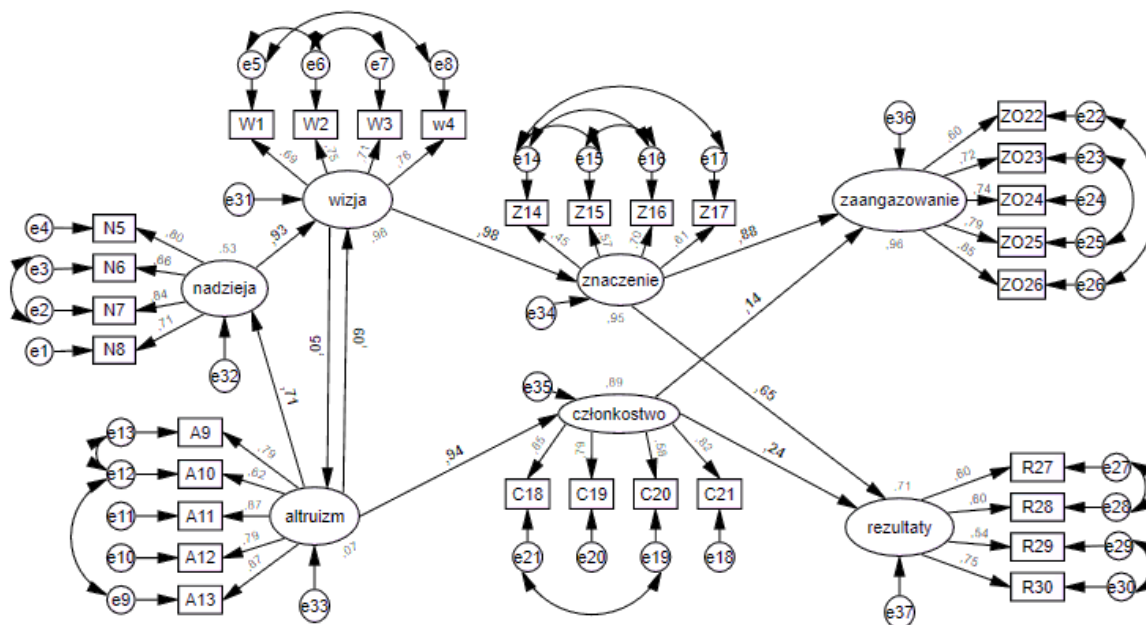 e5
e6
e7
e8
W1
W2
W3
w4
,69
,75
,71
,76
e31
wizja
,98
e4
N5
e3
N6
e2
N7
e1
N8
,80
,66
,84
,71
,53
nadzieja
,93
e32
,05
,09
,71
e13
A9
e12
A10
e11
A11
e10
A12
e9
A13
,79
,62
,87
,79
,67
altruizm
,07
e33
,98
,94
e14
e15
e16
e17
Z14
Z15
Z16
Z17
,45
,57
,70
,61
znaczenie
e34
,95
,88
,14
,65
,24
e35
,89
członkostwo
,85
,79
,58
,82
C18
C19
C20
C21
e21
e20
e19
e18
e36
zaangazowanie
,96
,60
,72
,74
,79
,85
ZO22
e22
ZO23
e23
ZO24
e24
ZO25
e25
ZO26
e26
,71
rezultaty
e37
,60
,60
,54
,75
R27
e27
R28
e28
R29
e29
R30
e30